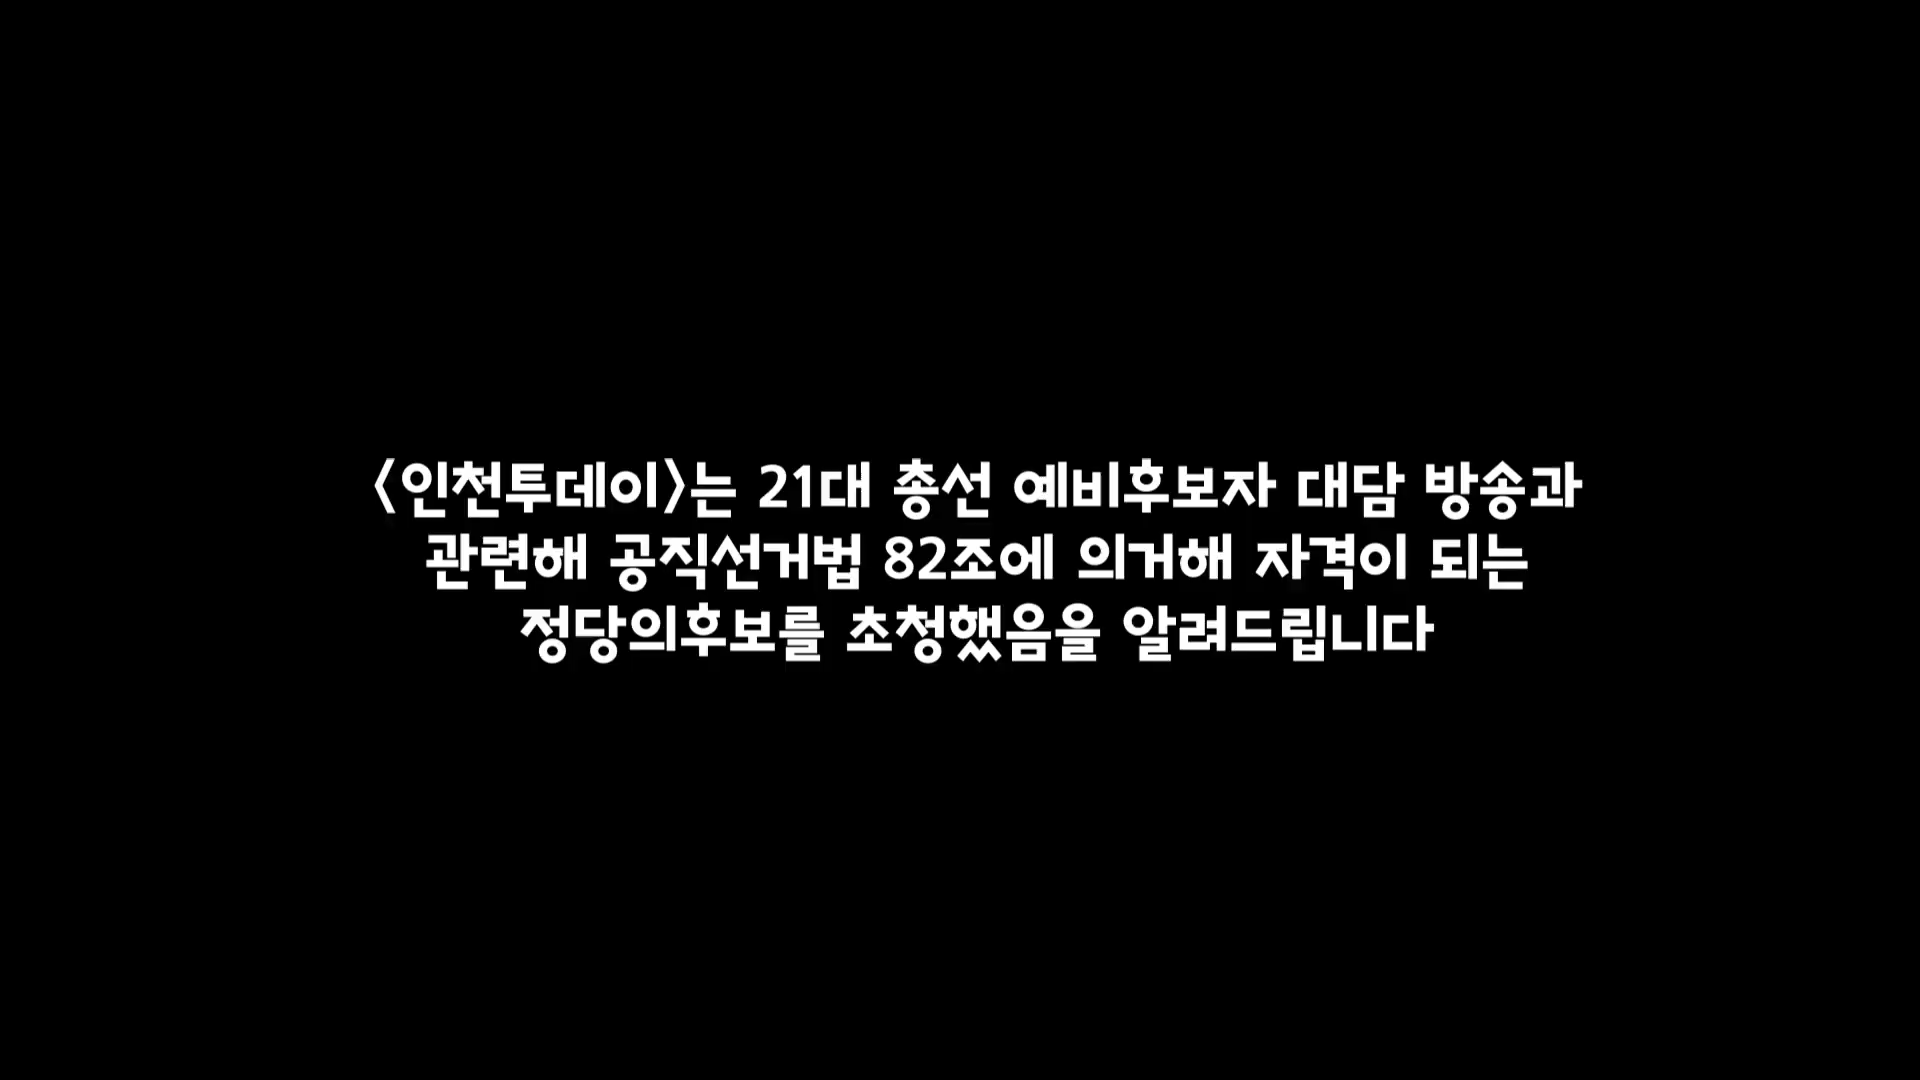 <인천투데이>는 21대 총선 예비후보자 대담 방송과
관련해 공직선거법 82조에 의거해 자격이 되는
정당의후보를 초청했음을 알려드립니다